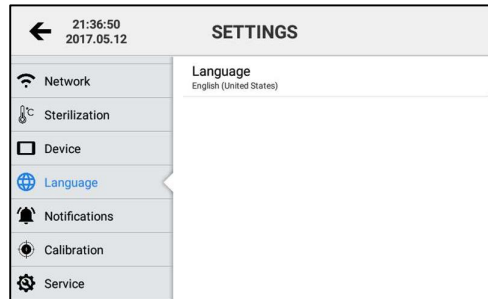 21:36:50
2017.05.12
SETTINGS
Network
°C
Sterilization
Device
Language
Notifications
Calibration
Service
Language
English (United States)